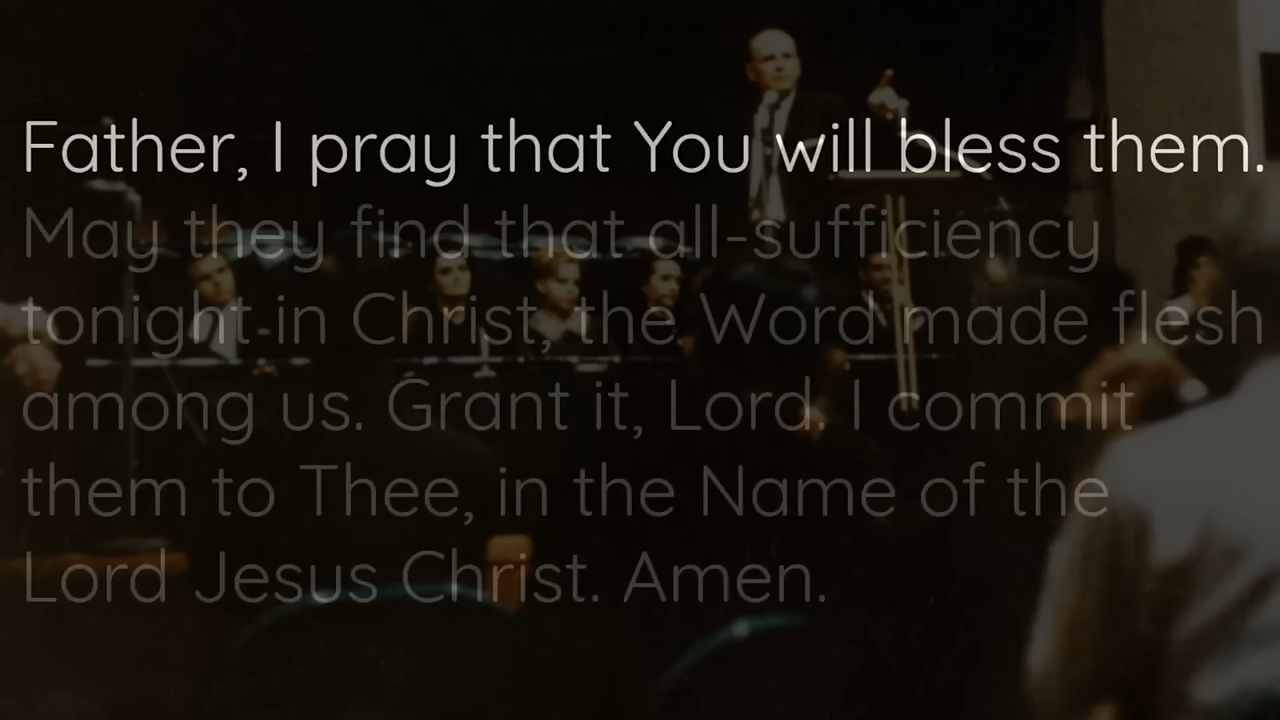 Father, I pray that You will bless them.
May they find that all-sufficiency
tonight in Christ, the Word made flesh
among us. Grant it, Lord. I commit
them to Thee, in the Name of the
Lord Jesus Christ. Amen.